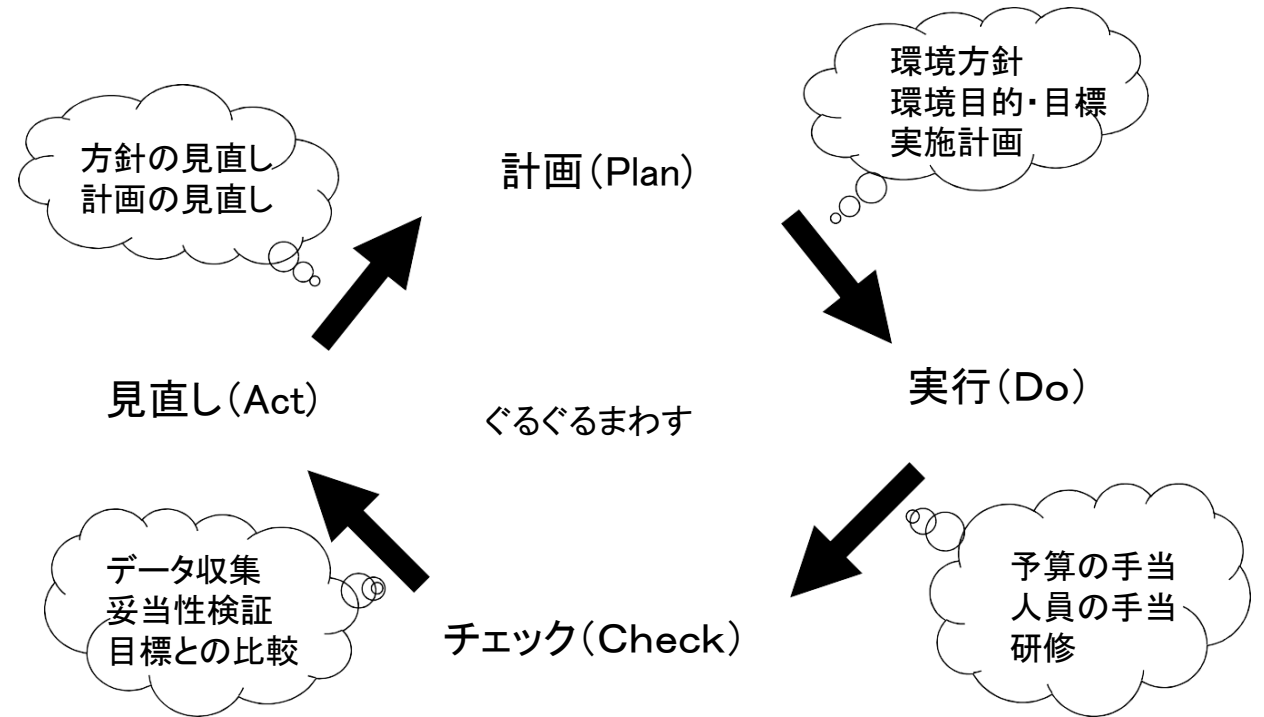 環境方針
環境目的・目標
実施計画
方針の見直し
計画の見直し
計画(Plan)
見直し(Act)
ぐるぐるまわす
実行(Ｄｏ)
データ収集
妥当性検証
目標との比較
チェック(Ｃheck)
予算の手当
人員の手当
研修